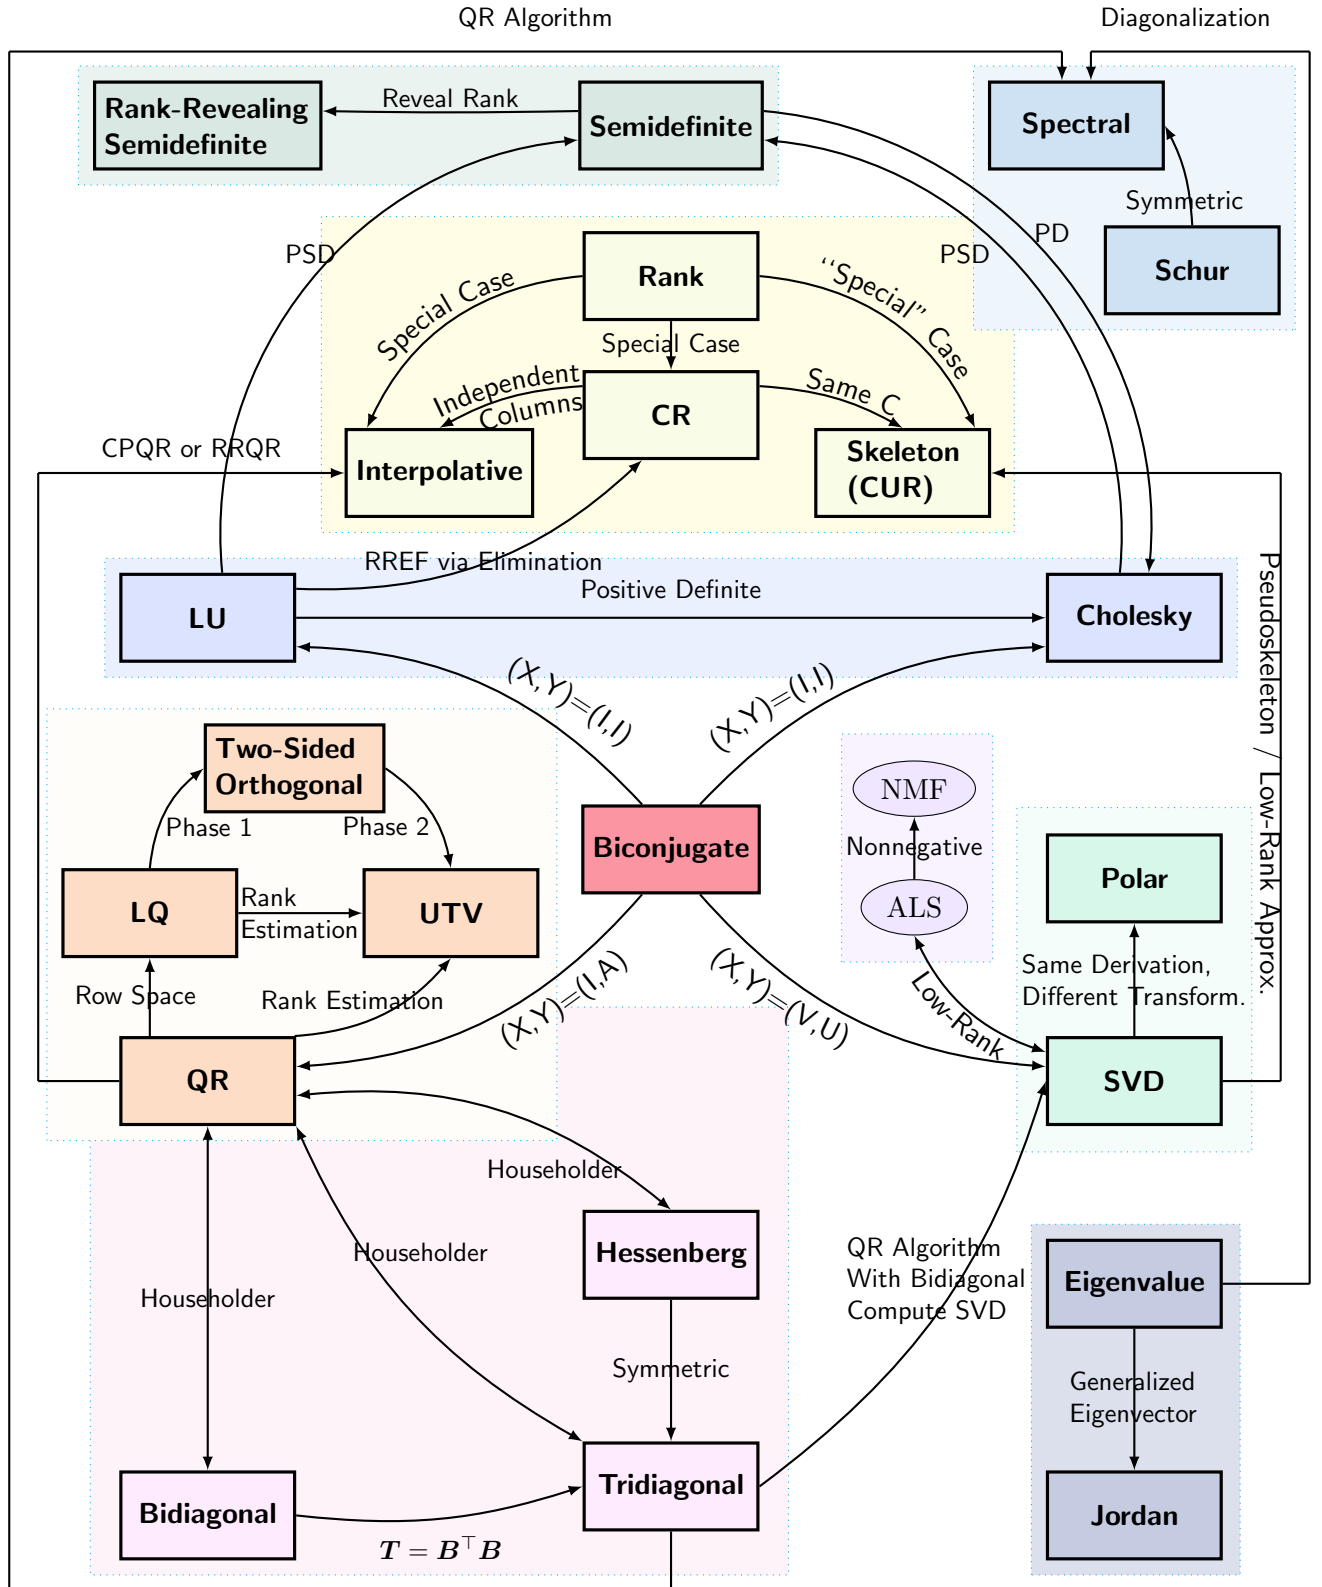 QR Algorithm
Diagonalization
Rank-Revealing
Semidefinite
Reveal Rank
Semidefinite
Spectral
Symmetric
Schur
PSD
PSD
PD
Rank
Special Case
Special Case
‘‘Special” Case
Independent
Columns
CR
Same C
CPQR or RRQR
Interpolative
Skeleton
(CUR)
RREF via Elimination
Positive Definite
LU
Cholesky
Pseudoskeleton / Low-Rank Approx.
(X,Y)=(I,I)
(X,Y)=(I,I)
Two-Sided
Orthogonal
Phase 1
Phase 2
NMF
Nonnegative
ALS
Biconjugate
Polar
LQ
Rank
Estimation
UTV
Row Space
Rank Estimation
(X,Y)=(I,A)
(X,Y)=(V,U)
Low-Rank
Same Derivation,
Different Transform.
QR
SVD
Householder
Householder
Householder
Hessenberg
QR Algorithm
With Bidiagonal
Compute SVD
Eigenvalue
Symmetric
Generalized
Eigenvector
Bidiagonal
T = B⊤B
Tridiagonal
Jordan